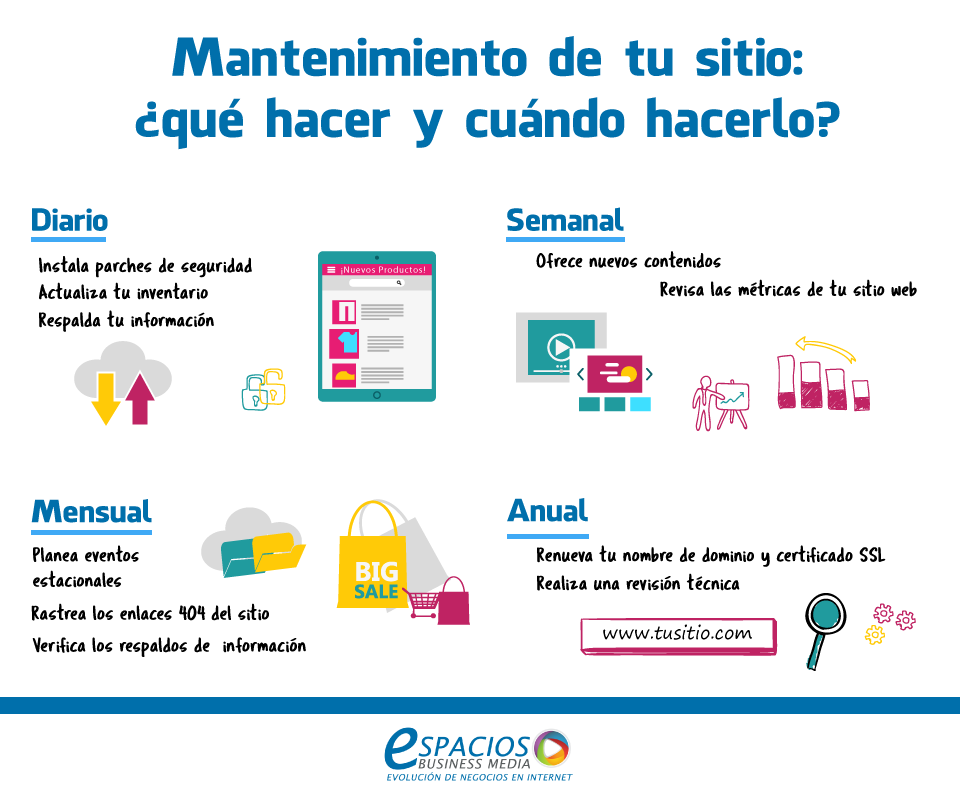 Mantenimiento de tu sitio:
¿qué hacer y cuándo hacerlo?
Diario
Instala parches de seguridad
Actualiza tu inventario
Respalda tu información
¡Nuevos Productos!
Semanal
Ofrece nuevos contenidos
Revisa las métricas de tu sitio web
Mensual
Planea eventos
estacionales
Rastrea los enlaces 404 del sitio
Verifica los respaldos de información
BIG
SALE
Anual
Renueva tu nombre de dominio y certificado SSL
Realiza una revisión técnica
www.tusitio.com
eSPACIOS
BUSINESS MEDIA
EVOLUCIÓN DE NEGOCIOS EN INTERNET